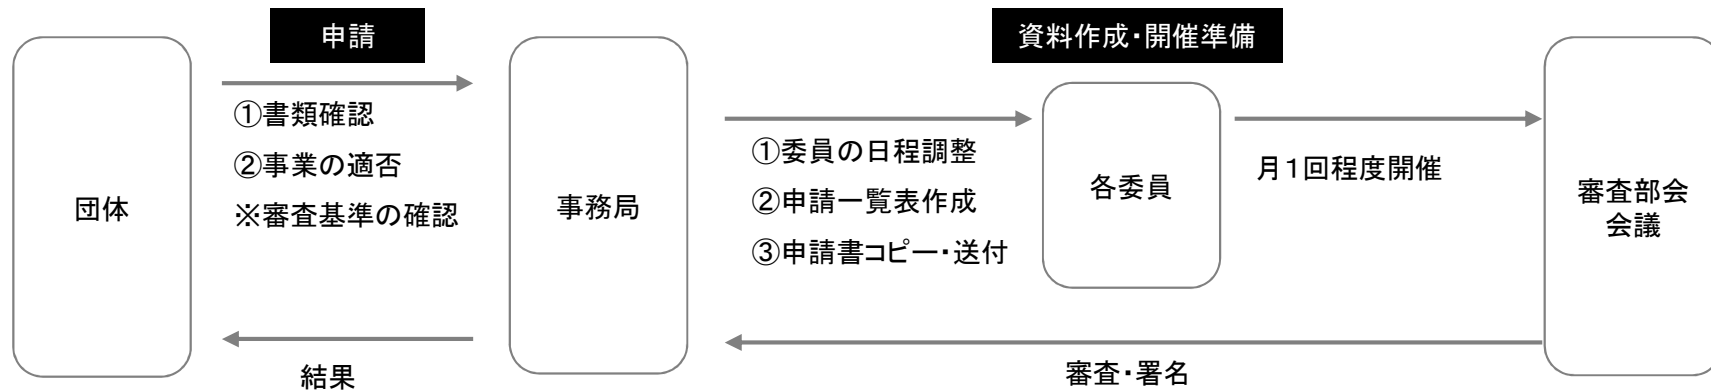 申請
資料作成・開催準備
団体
①書類確認
②事業の適否
※審査基準の確認
事務局
①委員の日程調整
②申請一覧表作成
③申請書コピー・送付
各委員
月１回程度開催
審査部会
会議
結果
審査・署名